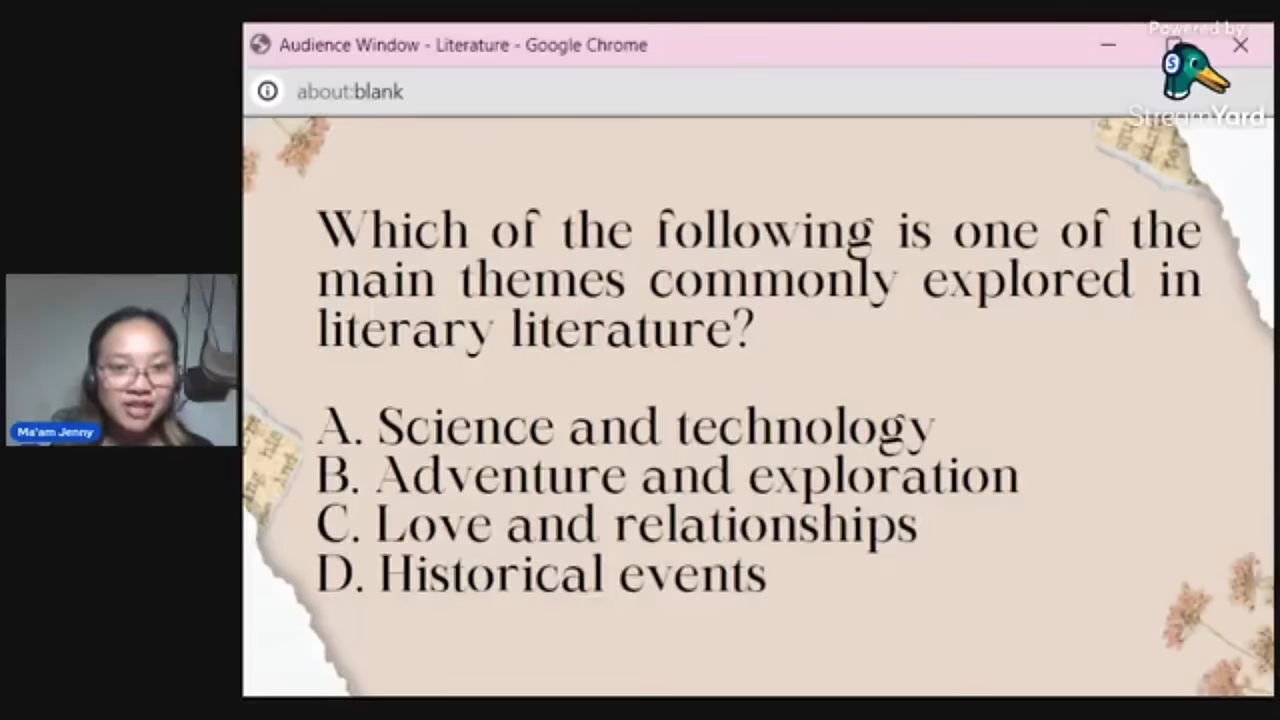 Audience Window - Literature - Google Chrome
Powered by
about:blank
StreamYard
Which of the following is one of the
main themes commonly explored in
literary literature?
A. Science and technology
B. Adventure and exploration
C. Love and relationships
D. Historical events
Ma'am Jenny